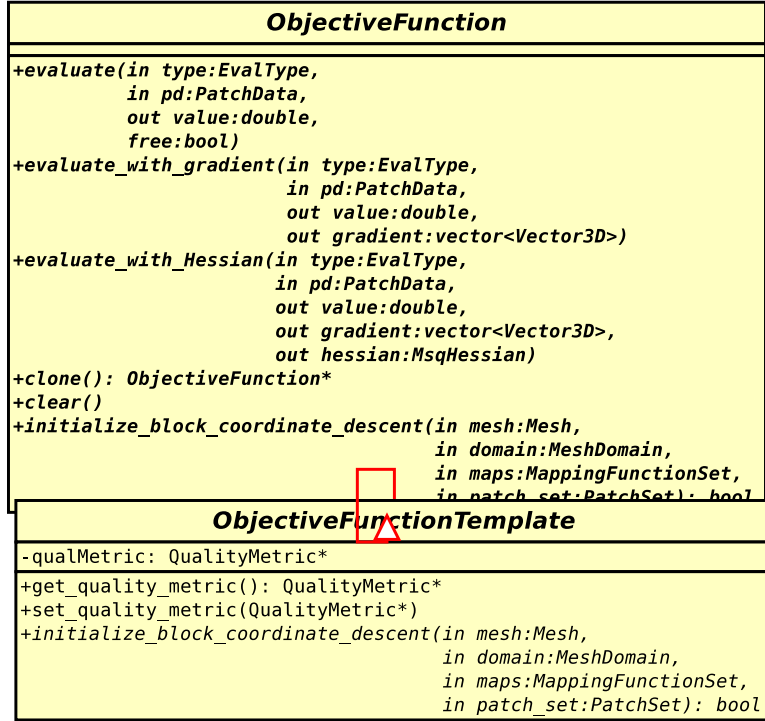 ObjectiveFunction
+evaluate(in type:EvalType,
in pd:PatchData,
out value:double,
free:bool)
+evaluate_with_gradient(in type:EvalType,
in pd:PatchData,
out value:double,
out gradient:vector<Vector3D>)
+evaluate_with_Hessian(in type:EvalType,
in pd:PatchData,
out value:double,
out gradient:vector<Vector3D>,
out hessian:MsqHessian)
+clone(): ObjectiveFunction*
+clear()
+initialize_block_coordinate_descent(in mesh:Mesh,
in domain:MeshDomain,
in maps:MappingFunctionSet,
in patch_set:PatchSet): bool
ObjectiveFunctionTemplate
-qualMetric: QualityMetric*
+get_quality_metric(): QualityMetric*
+set_quality_metric(QualityMetric*)
+initialize_block_coordinate_descent(in mesh:Mesh,
in domain:MeshDomain,
in maps:MappingFunctionSet,
in patch_set:PatchSet): bool